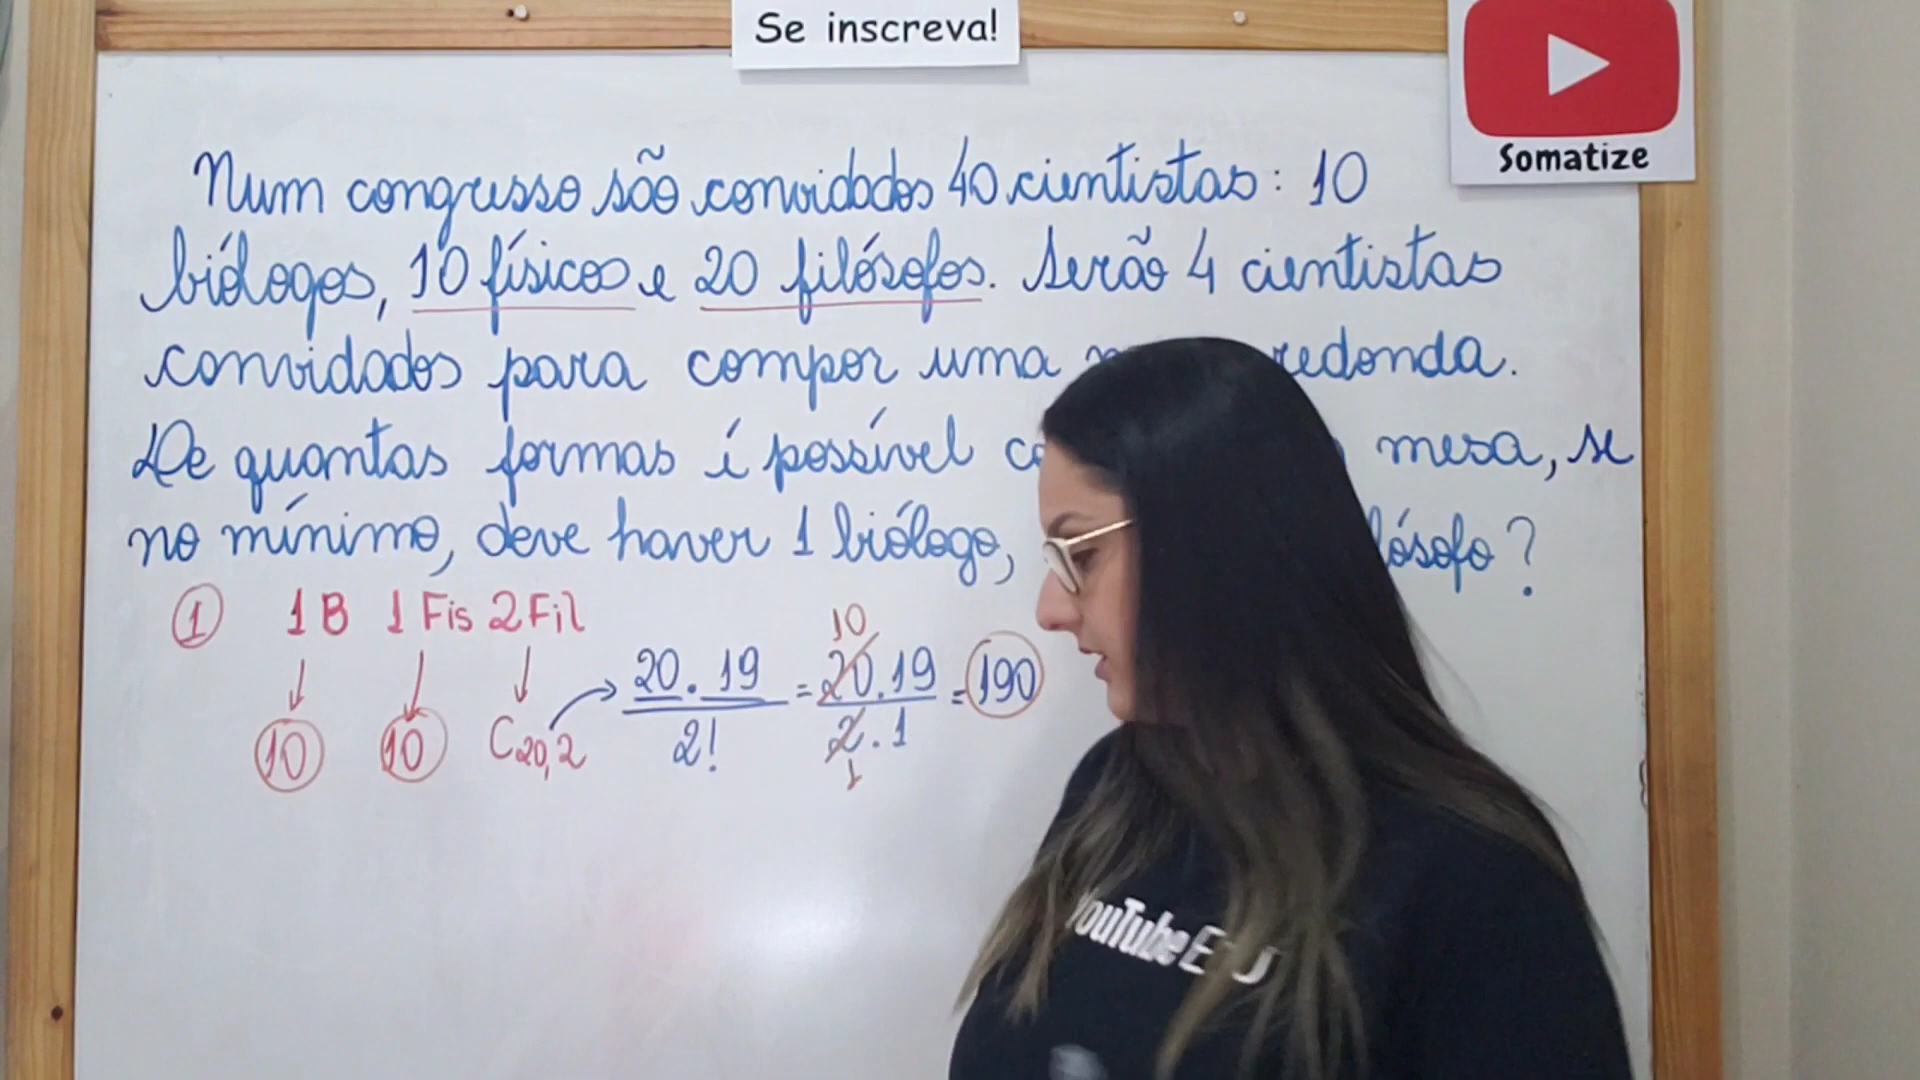 Se inscreva!
Somatize
Num congresso são convidados 40 cientistas: 10
biólogos, 10 físicos e 20 filósofos. Serão 4 cientistas
convidados para compor uma redonda.
De quantas formas é possível mesa, se
no mínimo, deve haver 1 biólogo, lósofo?
1 1B 1 Fis 2 Fil
10 10 C20,2 20.19/2! = 20.19/2.1 = 190
10
1
YouTube